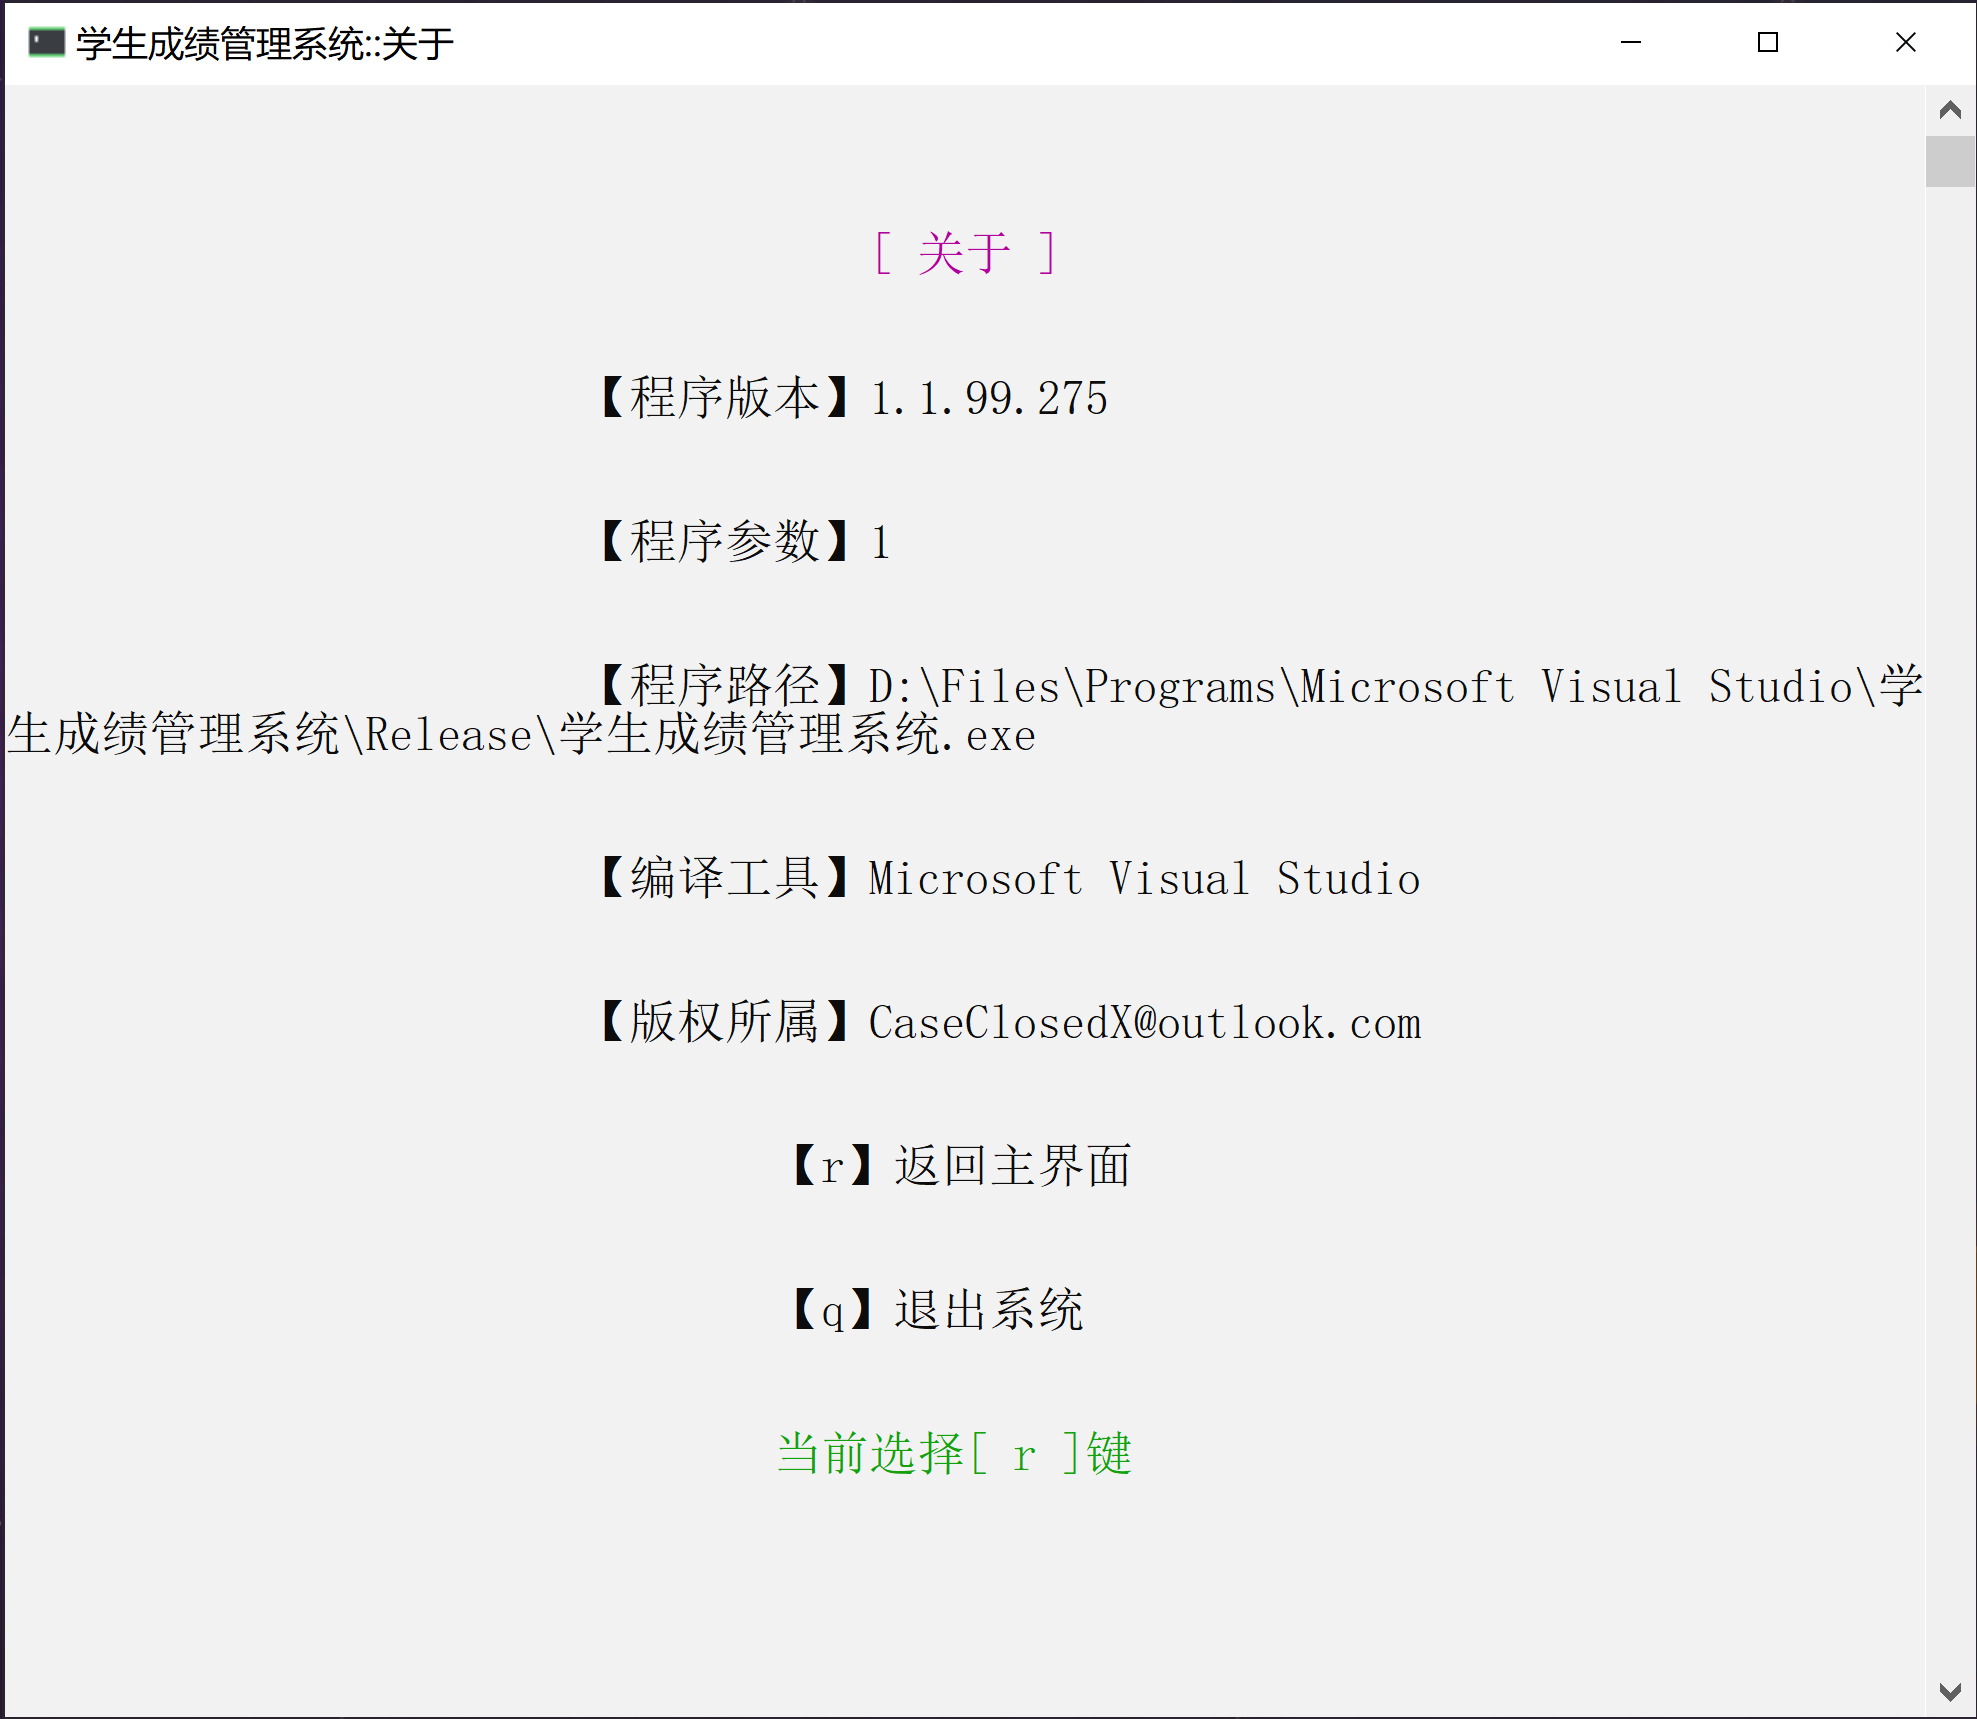 学生成绩管理系统::关于
[ 关于 ]
【程序版本】1.1.99.275
【程序参数】1
【程序路径】D:\Files\Programs\Microsoft Visual Studio\学
生成绩管理系统\Release\学生成绩管理系统.exe
【编译工具】Microsoft Visual Studio
【版权所属】CaseClosedX@outlook.com
【r】返回主界面
【q】退出系统
当前选择[ r ]键